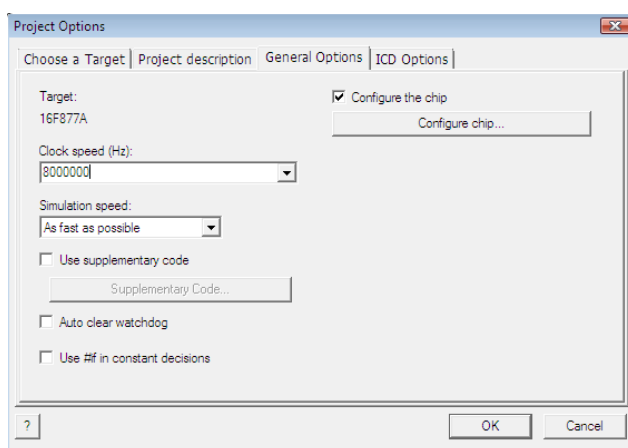 Project Options
Choose a Target Project description General Options ICD Options
Target:
16F877A
Clock speed (Hz):
8000000
Simulation speed:
As fast as possible
Use supplementary code
Supplementary Code...
Auto clear watchdog
Use #if in constant decisions
Configure the chip
Configure chip...
? OK Cancel